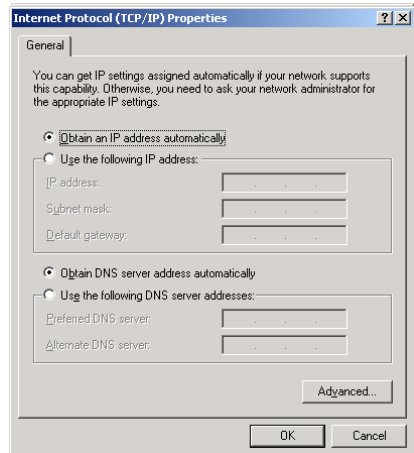 Internet Protocol (TCP/IP) Properties
General
You can get IP settings assigned automatically if your network supports
this capability. Otherwise, you need to ask your network administrator for
the appropriate IP settings.
Obtain an IP address automatically
Use the following IP address:
IP address:
Subnet mask:
Default gateway:
Obtain DNS server address automatically
Use the following DNS server addresses:
Preferred DNS server:
Alternate DNS server:
Advanced...
OK Cancel